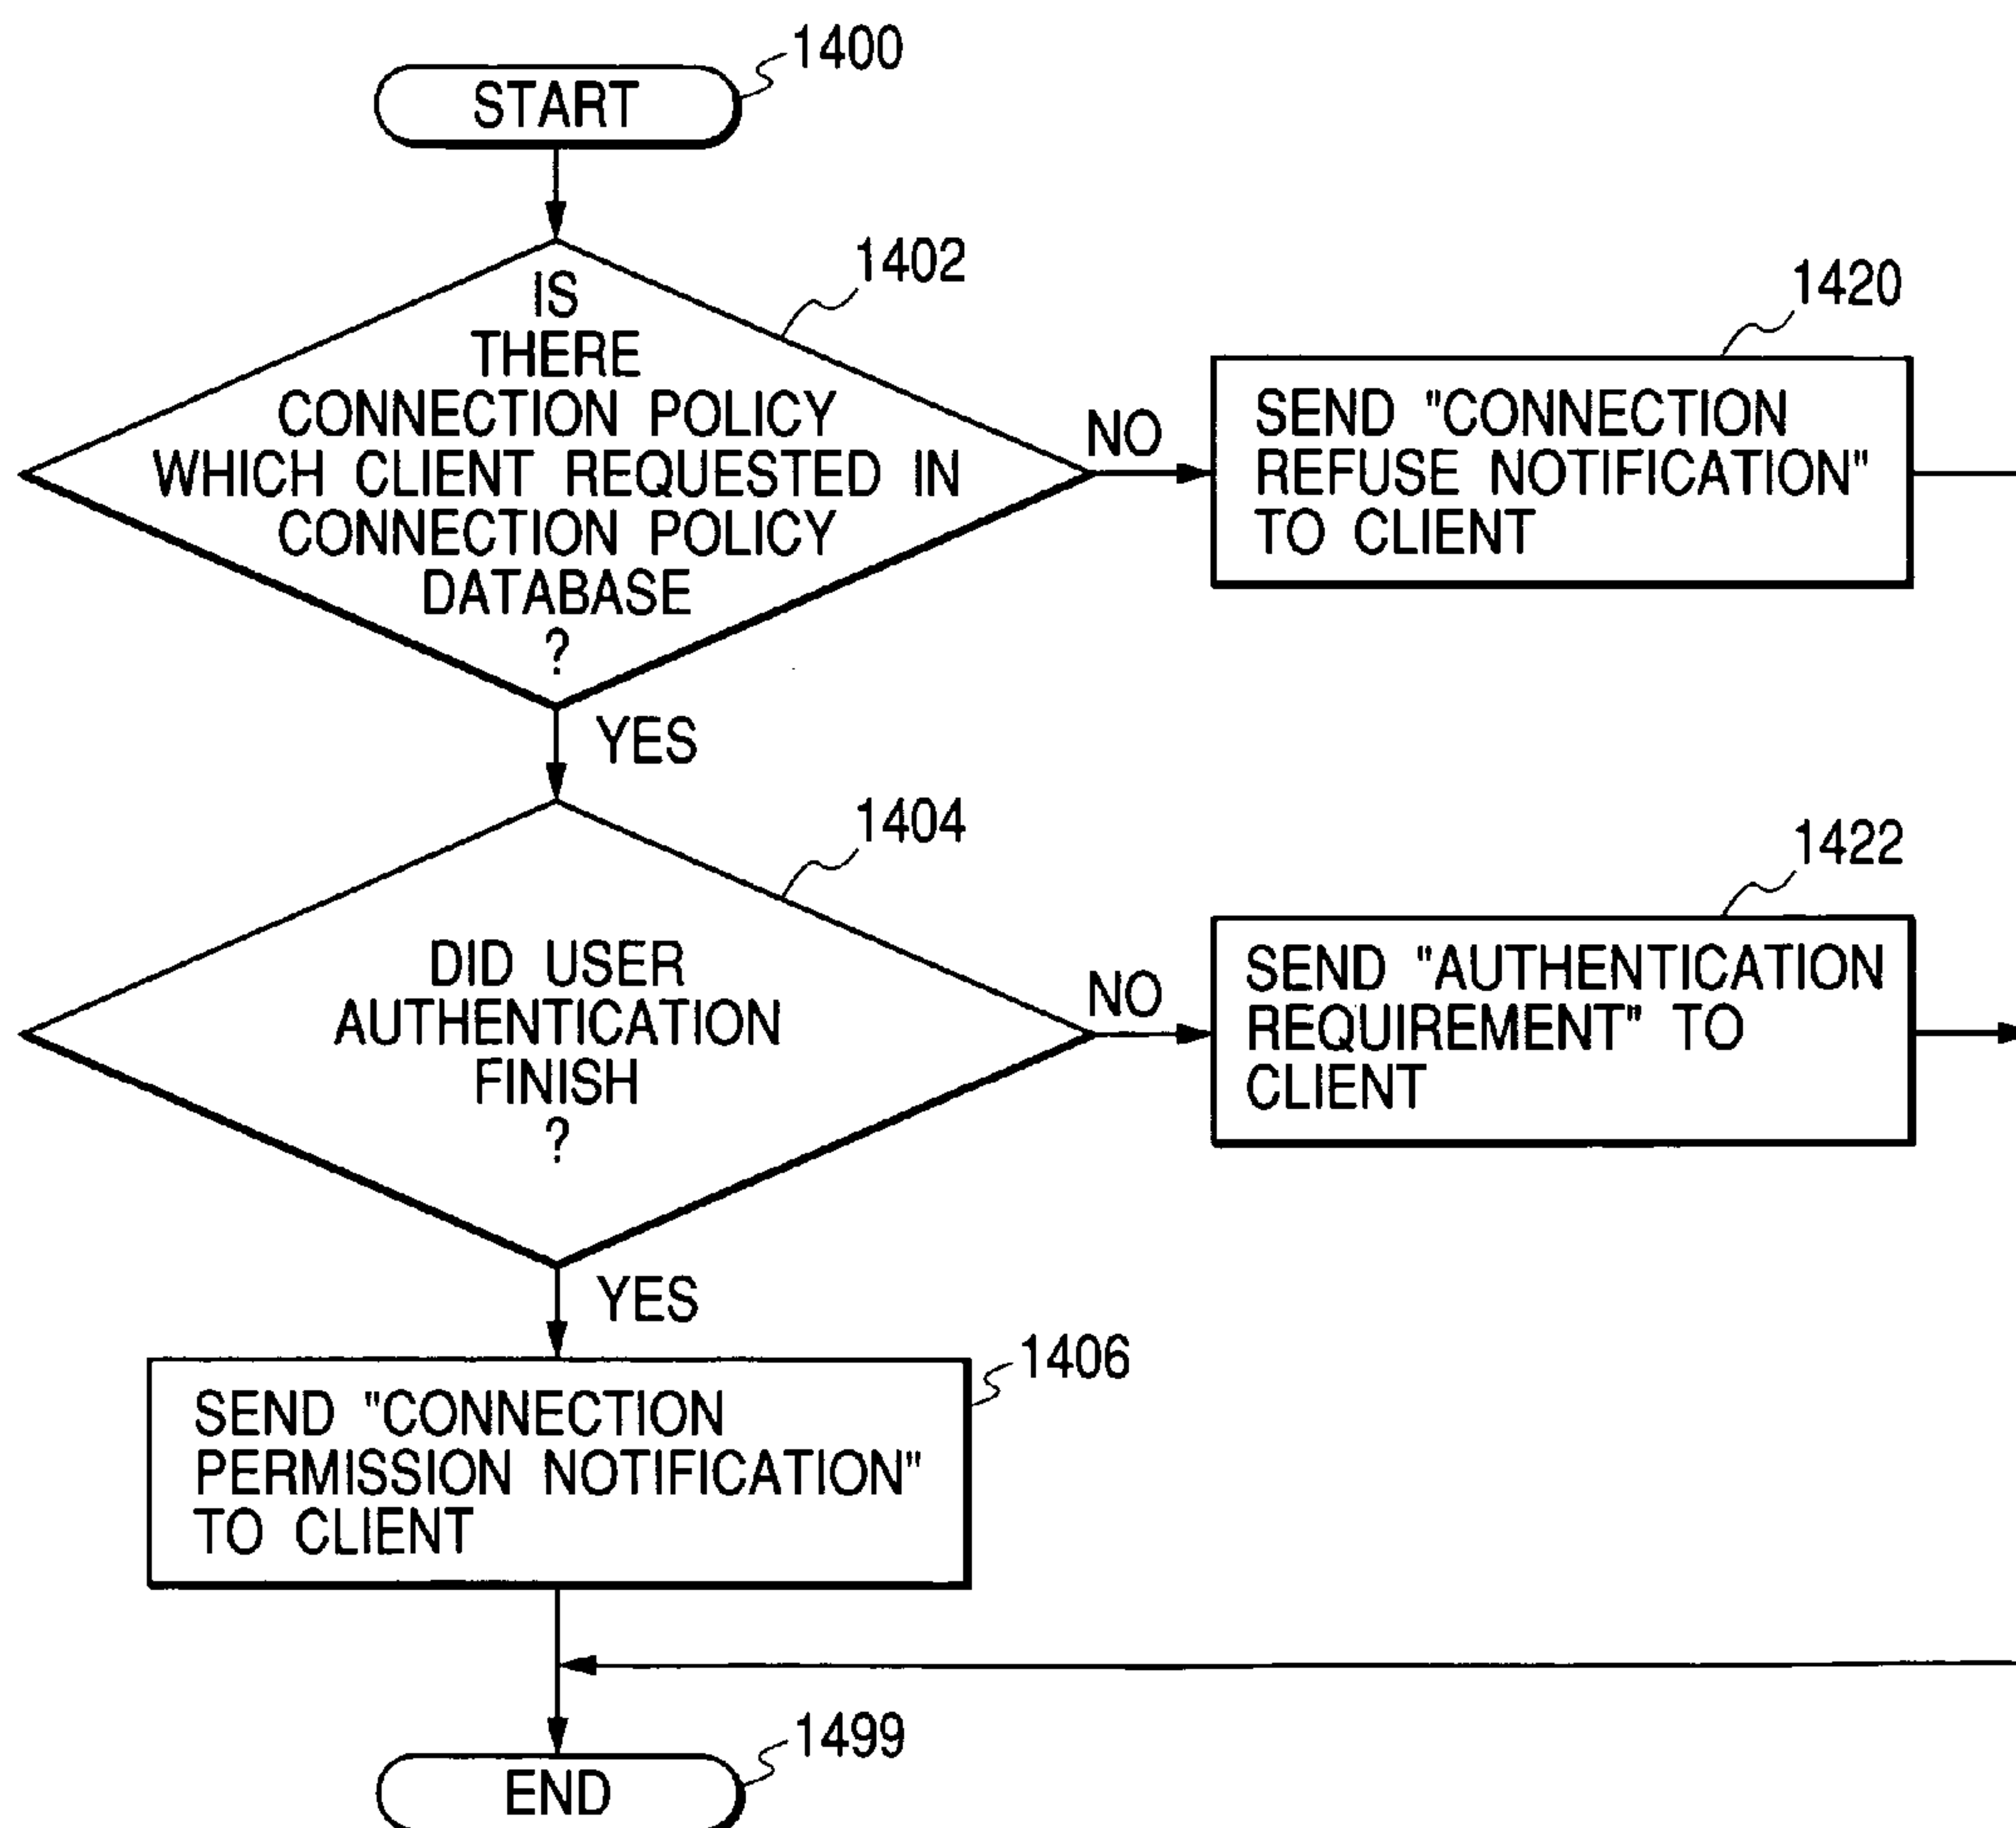 1400
START
1402
IS
THERE
CONNECTION POLICY
WHICH CLIENT REQUESTED IN
CONNECTION POLICY
DATABASE
?
NO
1420
SEND "CONNECTION
REFUSE NOTIFICATION"
TO CLIENT
YES
1404
DID USER
AUTHENTICATION
FINISH
?
NO
1422
SEND "AUTHENTICATION
REQUIREMENT" TO
CLIENT
YES
1406
SEND "CONNECTION
PERMISSION NOTIFICATION"
TO CLIENT
1499
END